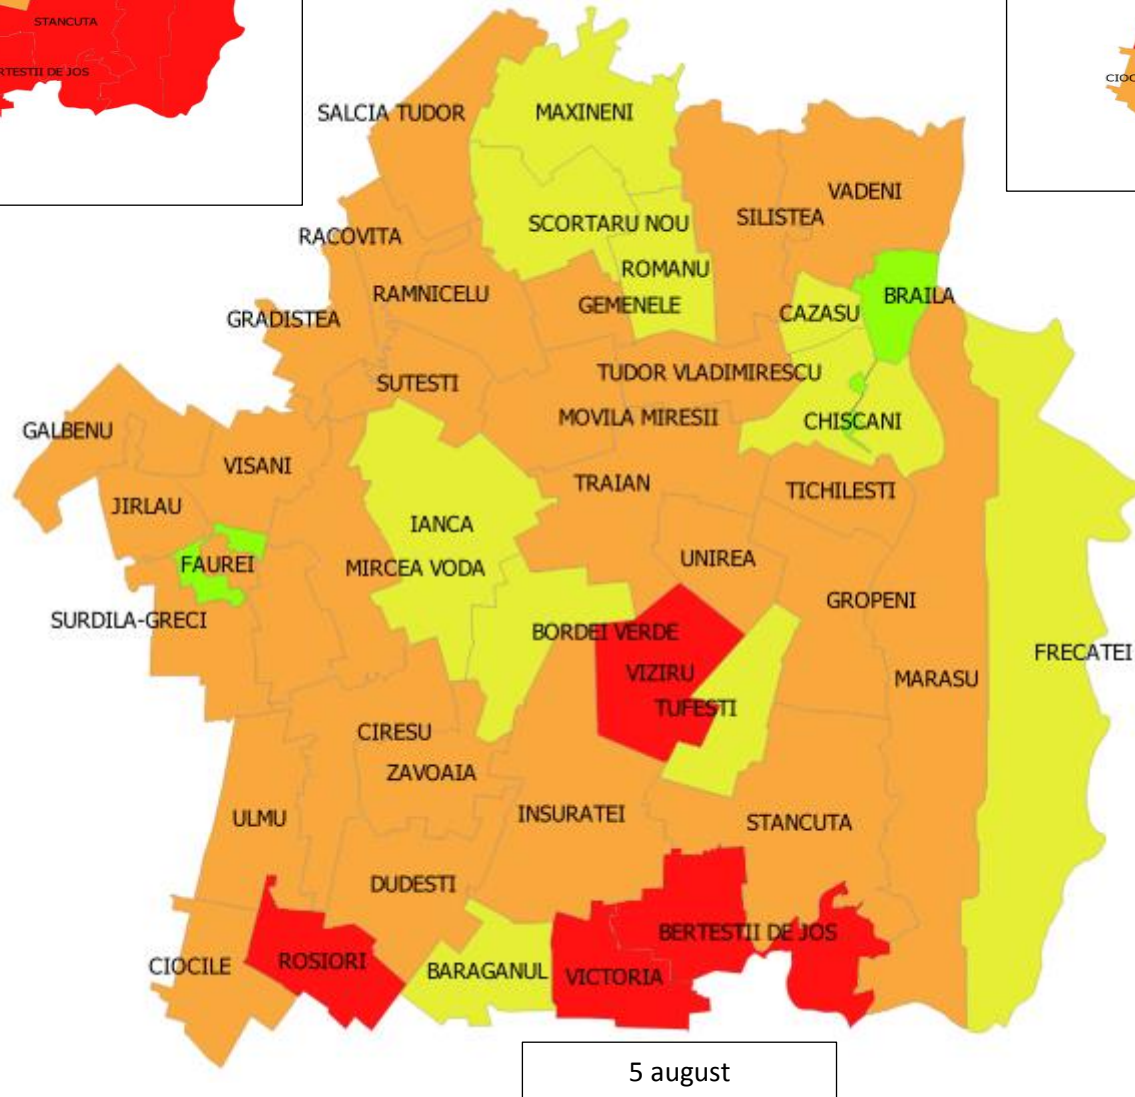 STANCUTA
RTESTII DE JOS
CIOC
SALCIA TUDOR
MAXINENI
VADENI
SILISTEA
SCORTARU NOU
RACOVITA
ROMANU
RAMNICELU
BRAILA
GEMENELE
CAZASU
GRADISTEA
TUDOR VLADIMIRESCU
SUTESTI
MOVILA MIRESII
CHISCANI
GALBENU
VISANI
TRAIAN
TICHILESTI
JIRLAU
IANCA
UNIREA
FAUREI
MIRCEA VODA
GROPENI
SURDILA-GRECI
BORDEI VERDE
FRECATEI
VIZIRU
MARASU
TUFESTI
CIRESU
ZAVOAIA
INSURATEI
ULMU
STANCUTA
DUDESTI
BERTESTII DE JOS
ROSIORI
CIOCILE
BARAGANUL
VICTORIA
5 august